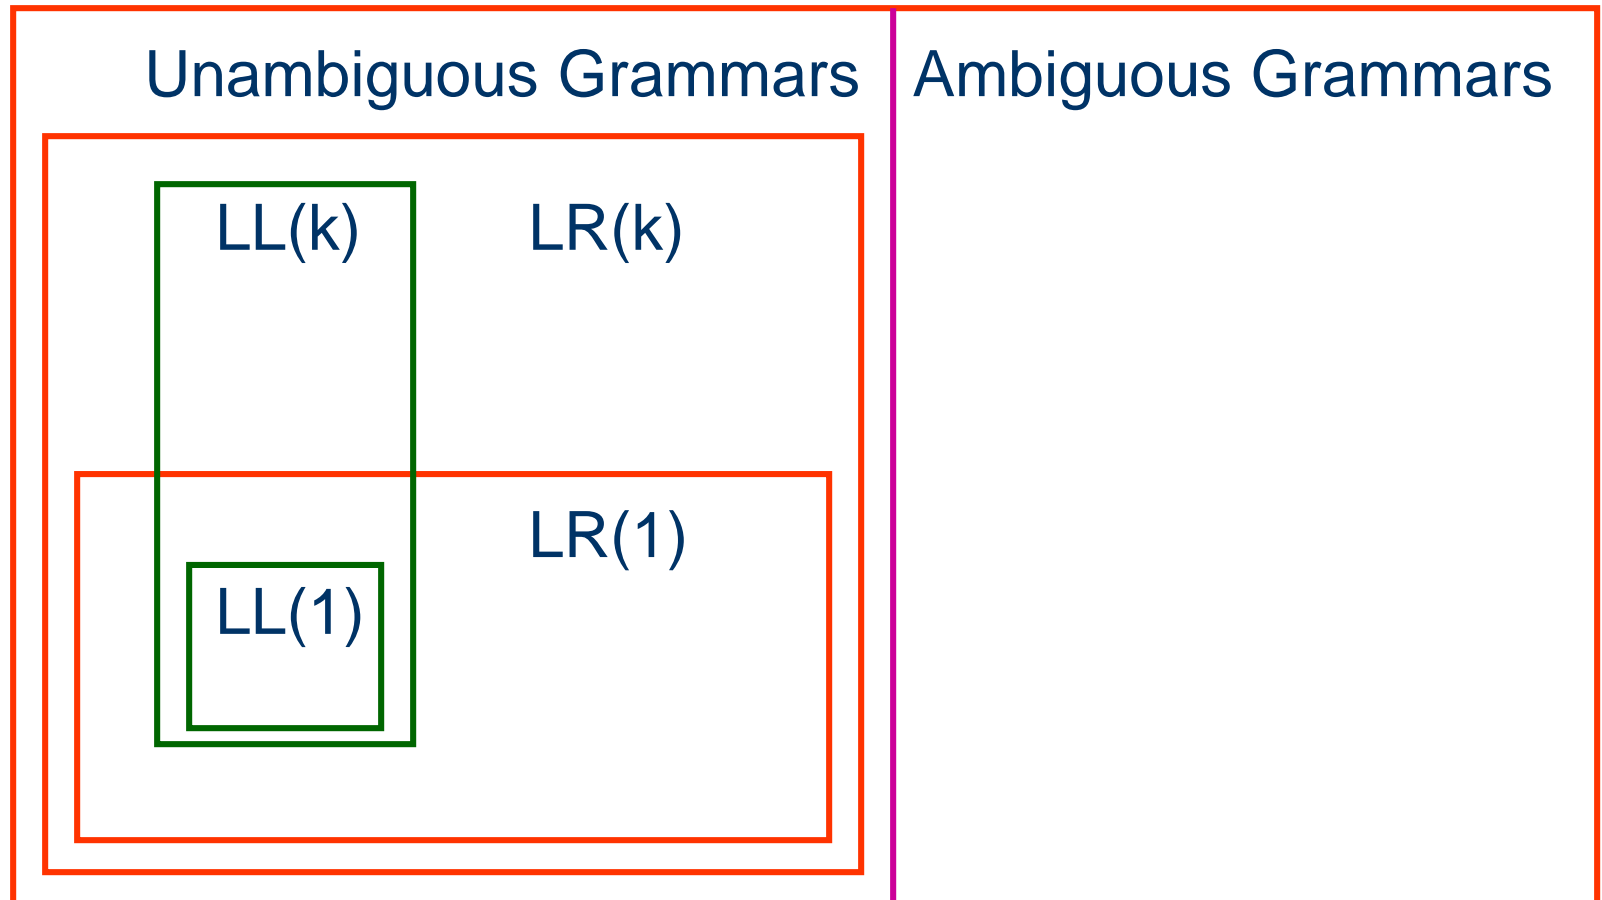 Unambiguous Grammars
Ambiguous Grammars
LL(k)
LR(k)
LR(1)
LL(1)